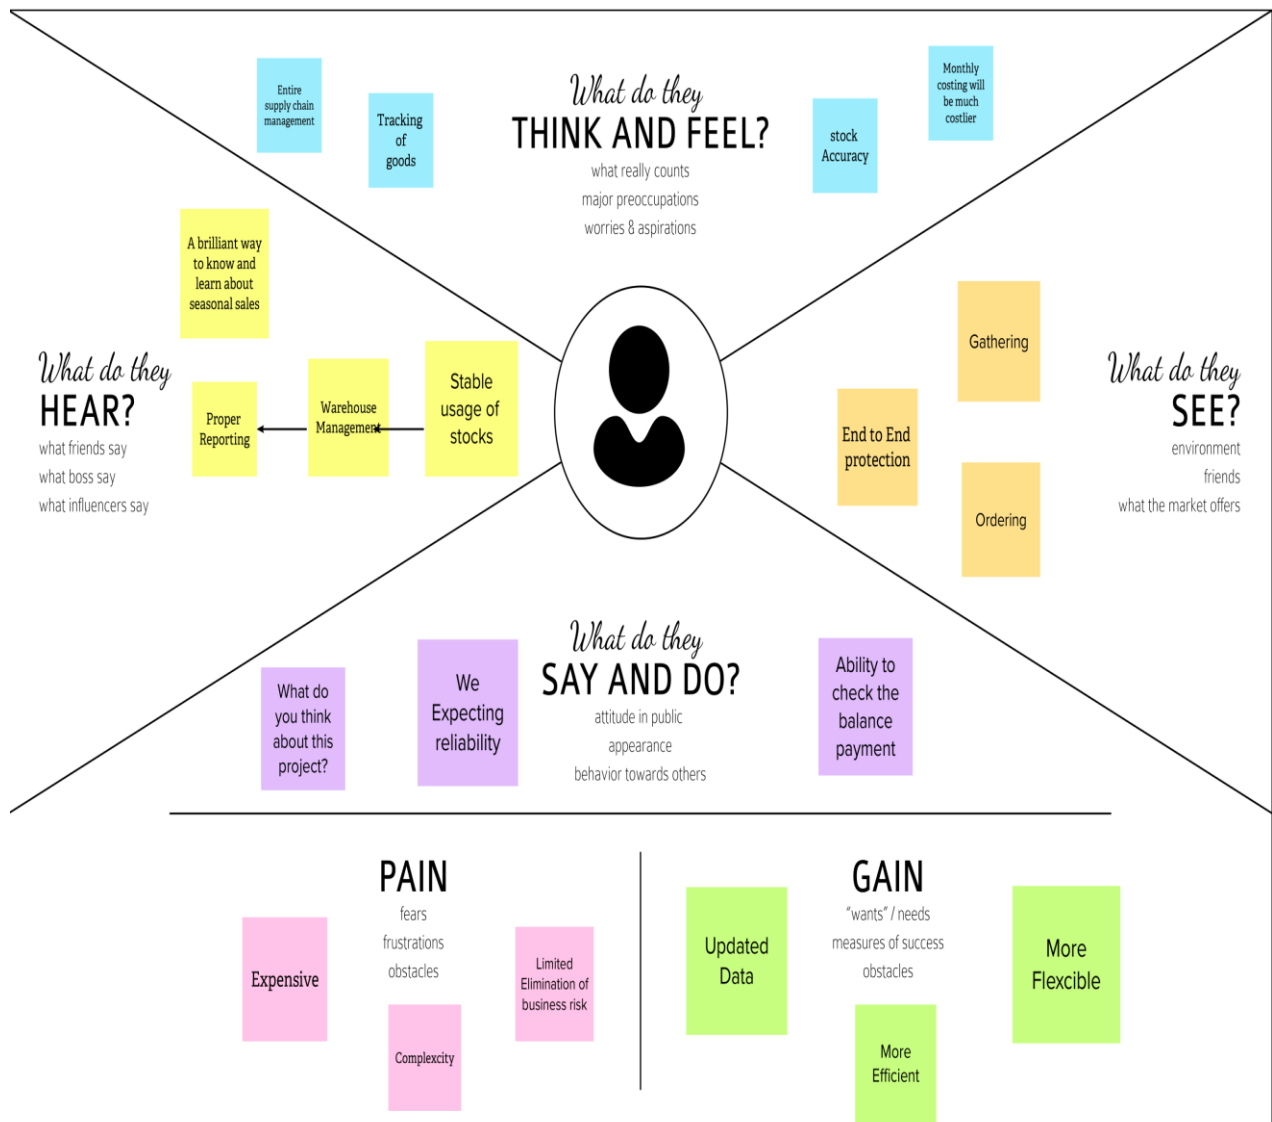 Entire
supply chain
management
Tracking
of
goods
What do they
THINK AND FEEL?
what really counts
major preoccupations
worries & aspirations
stock
Accuracy
Monthly
costing will
be much
costlier
A brilliant way
to know and
learn about
seasonal sales
What do they
HEAR?
what friends say
what boss say
what influencers say
Proper
Reporting
Warehouse
Management
Stable
usage of
stocks
Gathering
End to End
protection
Ordering
What do they
SEE?
environment
friends
what the market offers
What do
you think
about this
project?
We
Expecting
reliability
What do they
SAY AND DO?
attitude in public
appearance
behavior towards others
Ability to
check the
balance
payment
PAIN
fears
frustrations
obstacles
Expensive
Complexcity
Limited
Elimination of
business risk
GAIN
“wants” / needs
measures of success
obstacles
Updated
Data
More
Efficient
More
Flexcible